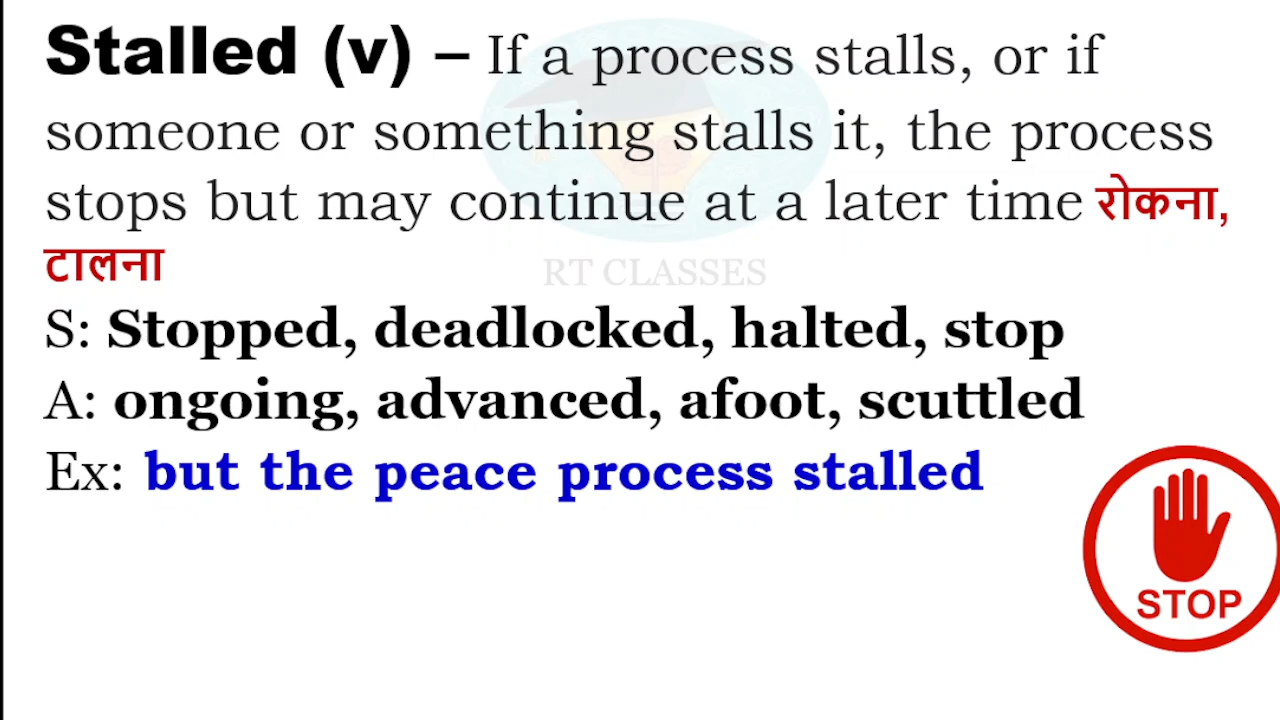 Stalled (v) – If a process stalls, or if
someone or something stalls it, the process
stops but may continue at a later time रोकना,
टालना
RT CLASSES
S: Stopped, deadlocked, halted, stop
A: ongoing, advanced, afoot, scuttled
Ex: but the peace process stalled
STOP